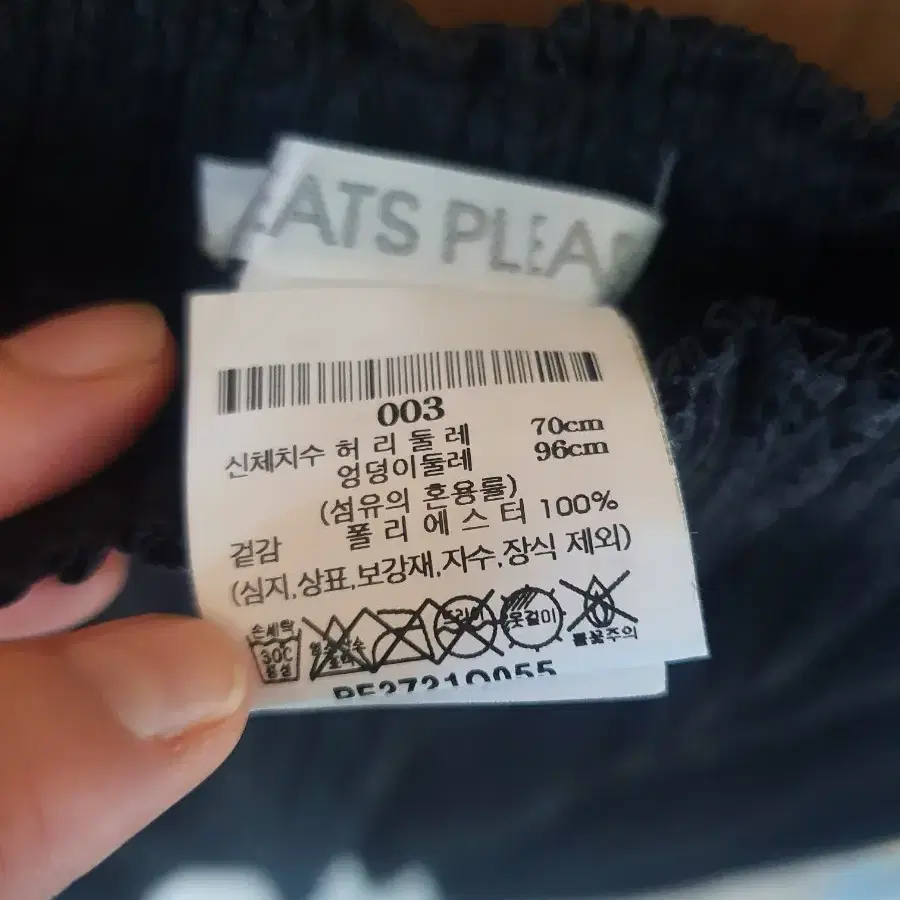 EATS PLEA
003
신체치수 허 리 둘 레 70cm
엉덩이둘레 96cm
(섬유의 혼용률)
겉감 폴 리 에 스 터 100%
(심지,상표,보강재,자수,장식 제외)
손세탁
30C
중성
드라이
옷걸이
불꽃주의